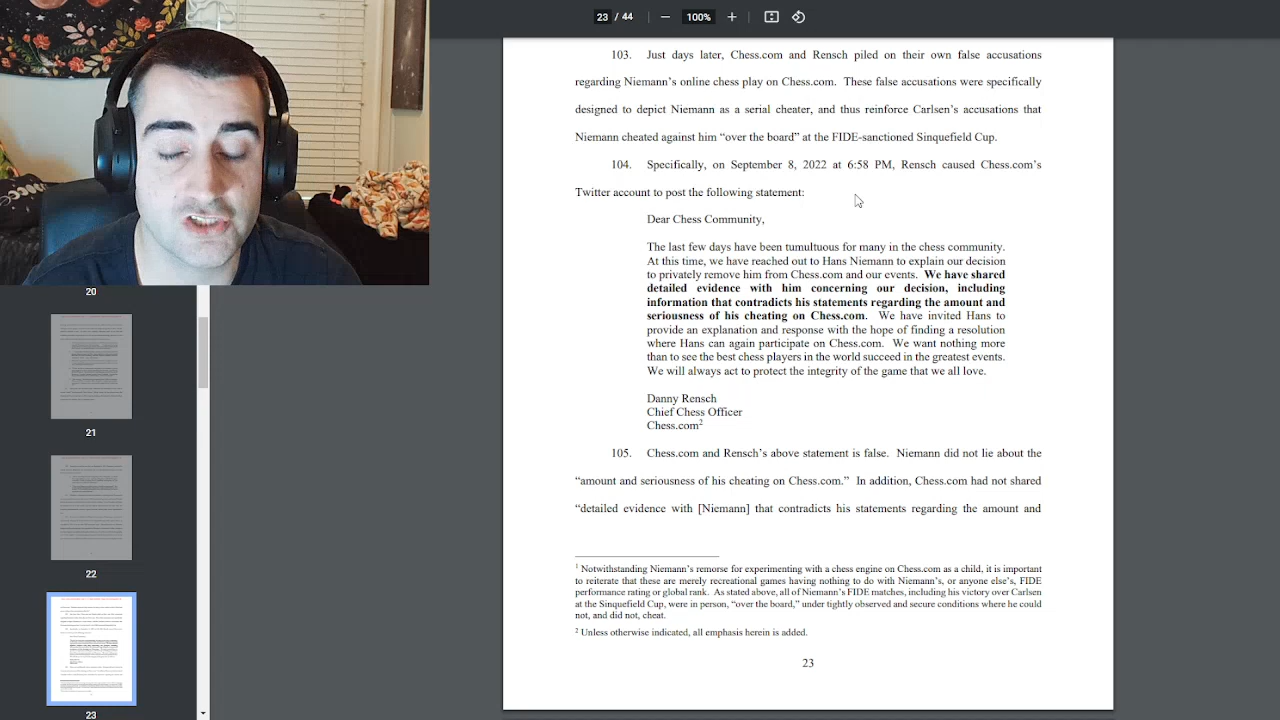 23 / 44
100%
103. Just days later, Chess.com and Rensch piled on their own false accusations
regarding Niemann's online chess play on Chess.com. These false accusations were specifically
designed to depict Niemann as a serial cheater, and thus reinforce Carlsen's accusations that
Niemann cheated against him “over the board” at the FIDE-sanctioned Sinquefield Cup.
104. Specifically, on September 8, 2022 at 6:58 PM, Rensch caused Chess.com's
Twitter account to post the following statement:
Dear Chess Community,
The last few days have been tumultuous for many in the chess community.
At this time, we have reached out to Hans Niemann to explain our decision
to privately remove him from Chess.com and our events. We have shared
detailed evidence with him concerning our decision, including
information that contradicts his statements regarding the amount and
seriousness of his cheating on Chess.com. We have invited Hans to
provide an explanation and response with the hope of finding a resolution
where Hans can again participate on Chess.com. We want nothing more
than to see the best chess players in the world succeed in the greatest events.
We will always act to protect the integrity of the game that we all love.
Danny Rensch
Chief Chess Officer
Chess.com2
105. Chess.com and Rensch's above statement is false. Niemann did not lie about the
“amount and seriousness of his cheating on Chess.com.” In addition, Chess.com had not shared
“detailed evidence with [Niemann] that contradicts his statements regarding the amount and
1 Notwithstanding Niemann's remorse for experimenting with a chess engine on Chess.com as a child, it is important
to reiterate that these are merely recreational games having nothing to do with Niemann's, or anyone else's, FIDE
performance rating or global rank. As stated above, all of Niemann's FIDE matches, including his victory over Carlsen
at the Sinquefield Cup, were in person, “over the board,” under tightly observed and secure conditions where he could
not, and did not, cheat.
2 Unless otherwise indicated, all emphasis herein is added.
23
20
21
22
23